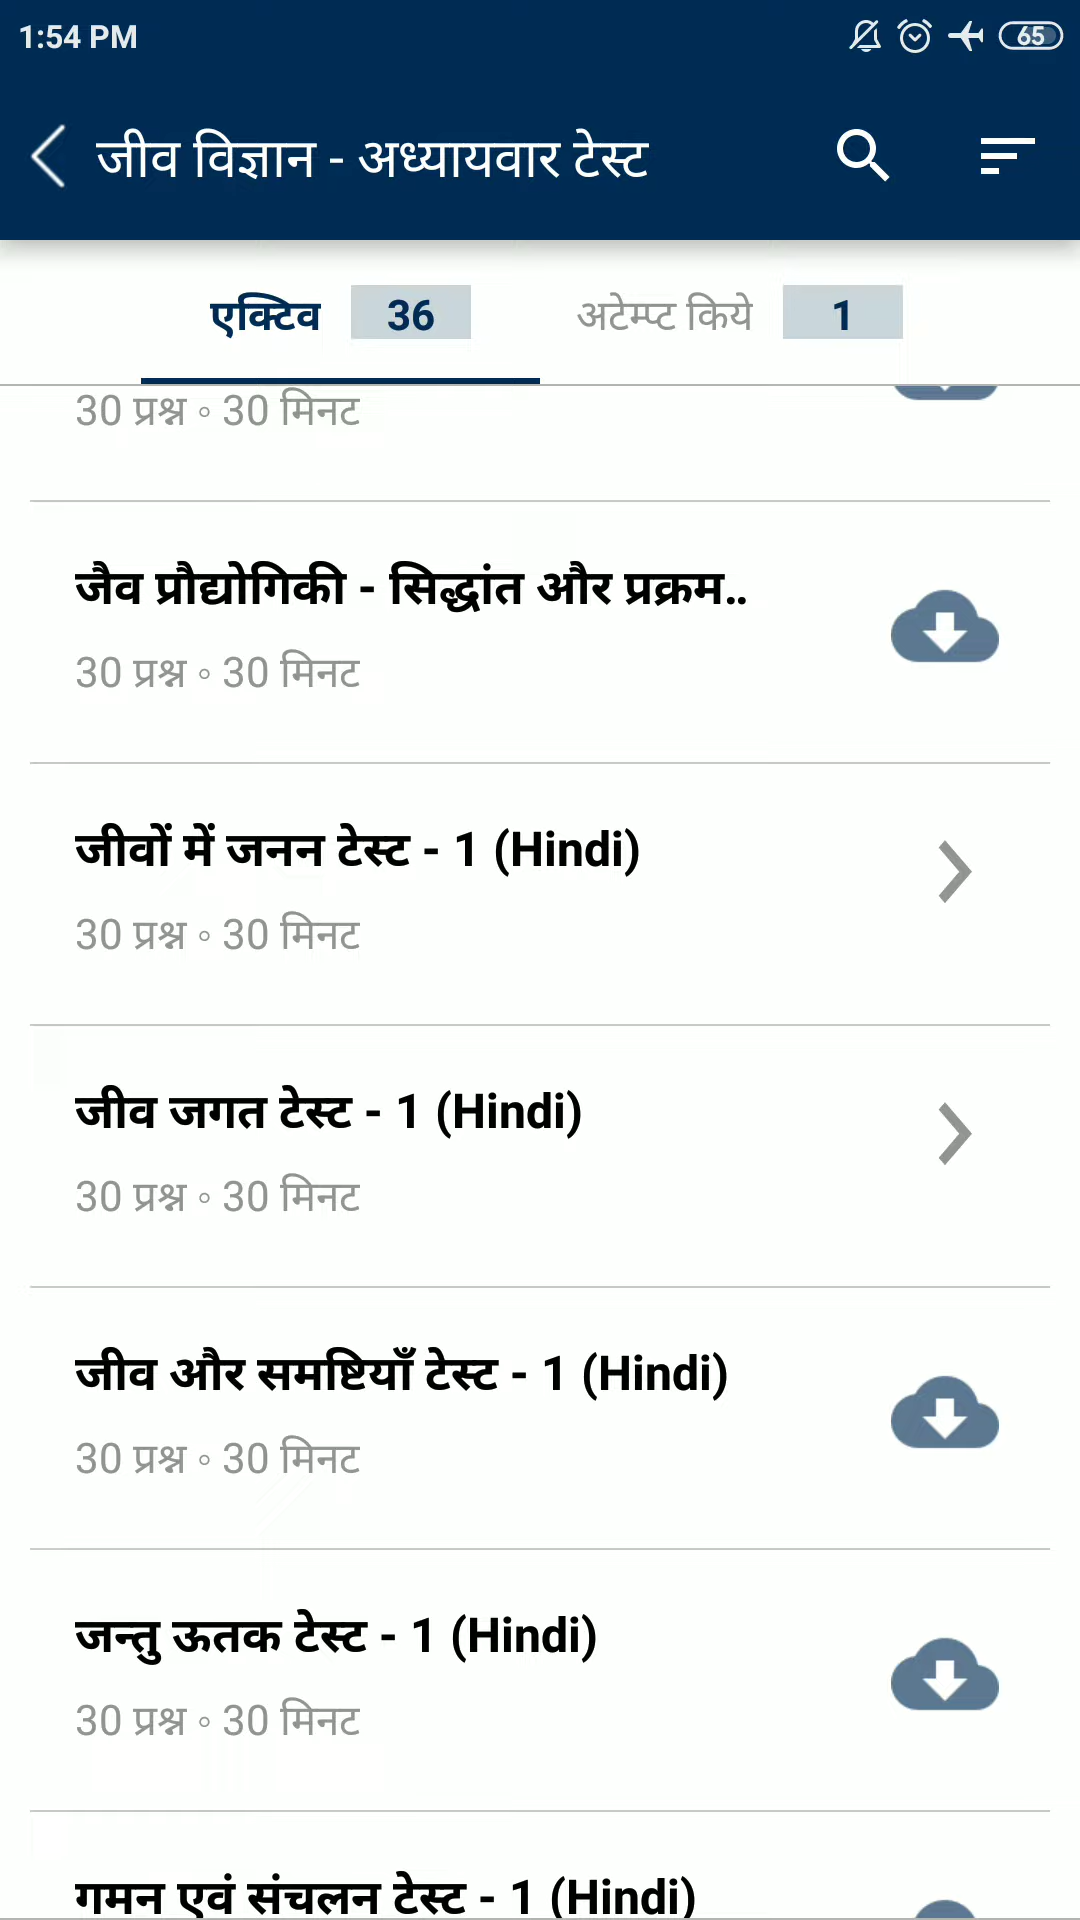 1:54 PM
65
जीव विज्ञान - अध्यायवार टेस्ट
एक्टिव 36 अटेम्प्ट किये 1
30 प्रश्न ◦ 30 मिनट
जैव प्रौद्योगिकी - सिद्धांत और प्रक्रम..
30 प्रश्न ◦ 30 मिनट
जीवों में जनन टेस्ट - 1 (Hindi)
30 प्रश्न ◦ 30 मिनट
जीव जगत टेस्ट - 1 (Hindi)
30 प्रश्न ◦ 30 मिनट
जीव और समष्टियाँ टेस्ट - 1 (Hindi)
30 प्रश्न ◦ 30 मिनट
जन्तु ऊतक टेस्ट - 1 (Hindi)
30 प्रश्न ◦ 30 मिनट
गमन एवं संचलन टेस्ट - 1 (Hindi)